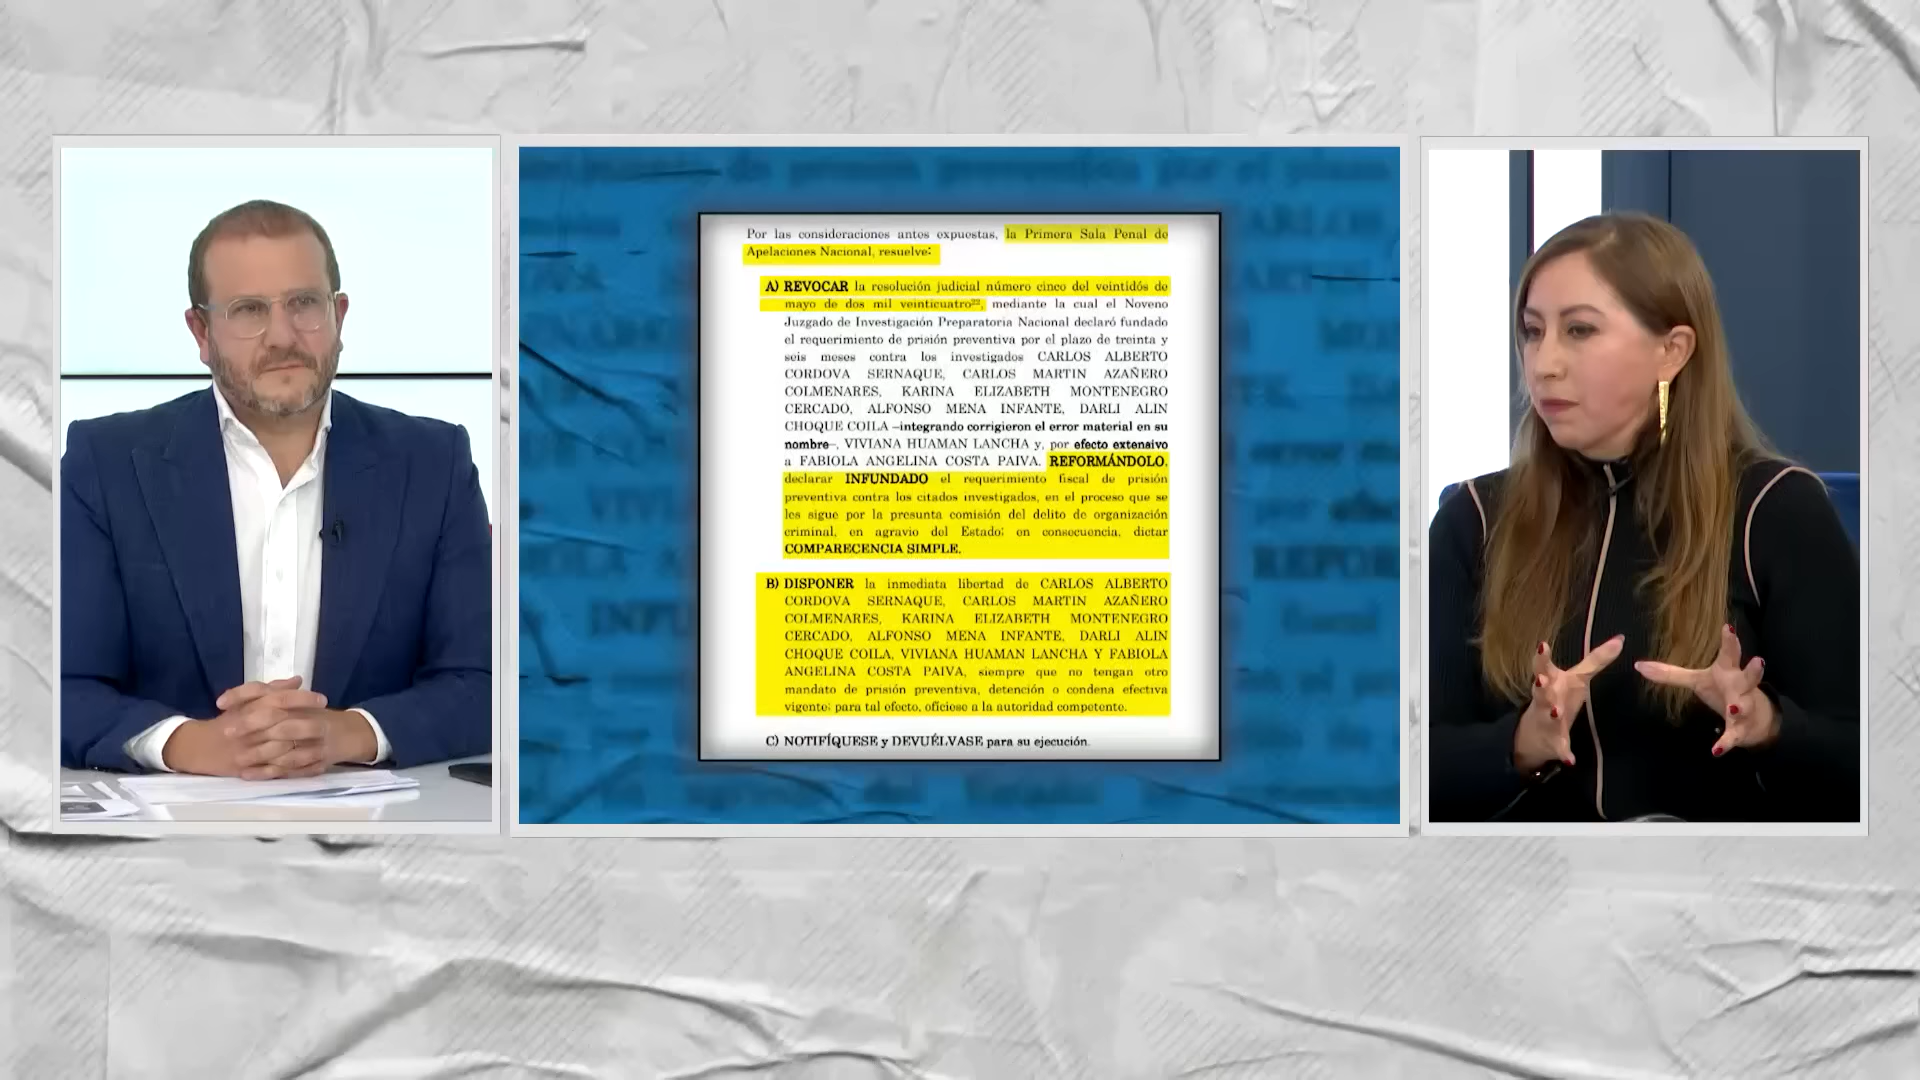 Por las consideraciones antes expuestas, la Primera Sala Penal de
Apelaciones Nacional, resuelve:
A) REVOCAR la resolución judicial número cinco del veintidós de
mayo de dos mil veinticuatro²², mediante la cual el Noveno
Juzgado de Investigación Preparatoria Nacional declaró fundado
el requerimiento de prisión preventiva por el plazo de treinta y
seis meses contra los investigados CARLOS ALBERTO
CORDOVA SERNAQUE, CARLOS MARTIN AZAÑERO
COLMENARES, KARINA ELIZABETH MONTENEGRO
CERCADO, ALFONSO MENA INFANTE, DARLI ALIN
CHOQUE COILA –integrando corrigieron el error material en su
nombre–, VIVIANA HUAMAN LANCHA y, por efecto extensivo
a FABIOLA ANGELINA COSTA PAIVA. REFORMÁNDOLO,
declarar INFUNDADO el requerimiento fiscal de prisión
preventiva contra los citados investigados, en el proceso que se
les sigue por la presunta comisión del delito de organización
criminal, en agravio del Estado; en consecuencia, dictar
COMPARECENCIA SIMPLE.
B) DISPONER la inmediata libertad de CARLOS ALBERTO
CORDOVA SERNAQUE, CARLOS MARTIN AZAÑERO
COLMENARES, KARINA ELIZABETH MONTENEGRO
CERCADO, ALFONSO MENA INFANTE, DARLI ALIN
CHOQUE COILA, VIVIANA HUAMAN LANCHA Y FABIOLA
ANGELINA COSTA PAIVA, siempre que no tengan otro
mandato de prisión preventiva, detención o condena efectiva
vigente; para tal efecto, ofíciese a la autoridad competente.
C) NOTIFÍQUESE y DEVUÉLVASE para su ejecución.